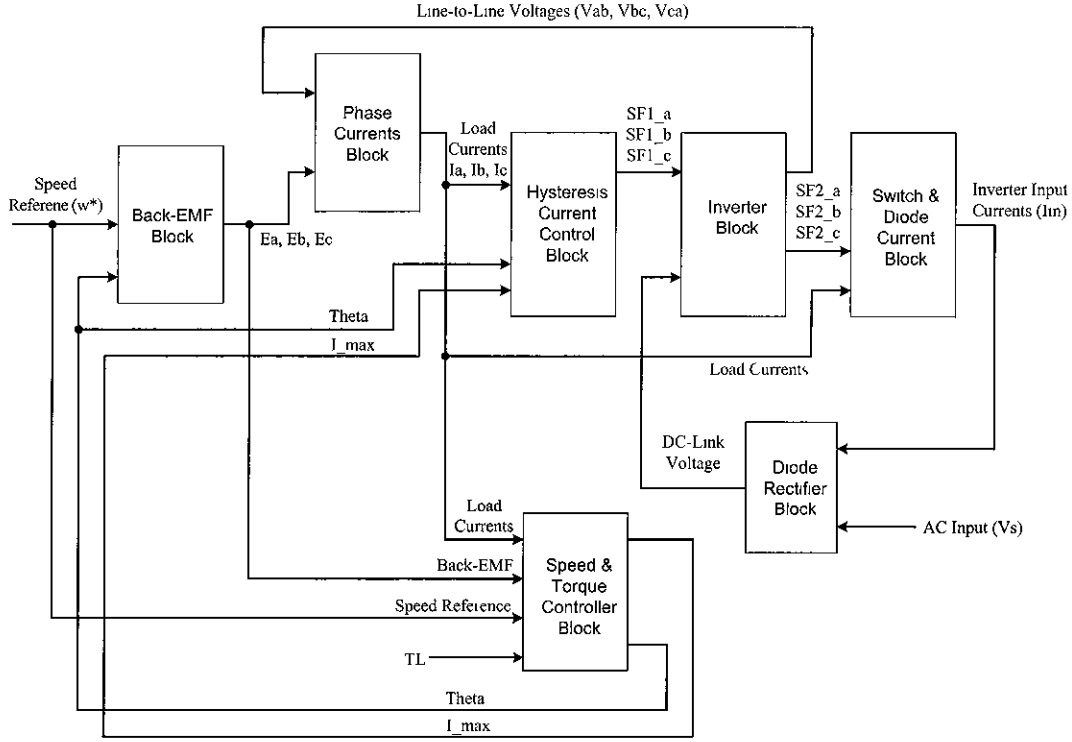 Line-to-Line Voltages (Vab, Vbc, Vca)
Phase
Currents
Block
Load
Currents
Ia, Ib, Ic
SF1_a
SF1_b
SF1_c
Hysteresis
Current
Control
Block
Inverter
Block
SF2_a
SF2_b
SF2_c
Switch &
Diode
Current
Block
Inverter Input
Currents (Iin)
Speed
Referene (w*)
Back-EMF
Block
Ea, Eb, Ec
Theta
I_max
Load Currents
DC-Link
Voltage
Diode
Rectifier
Block
AC Input (Vs)
Load
Currents
Back-EMF
Speed Reference
TL
Speed &
Torque
Controller
Block
Theta
I_max